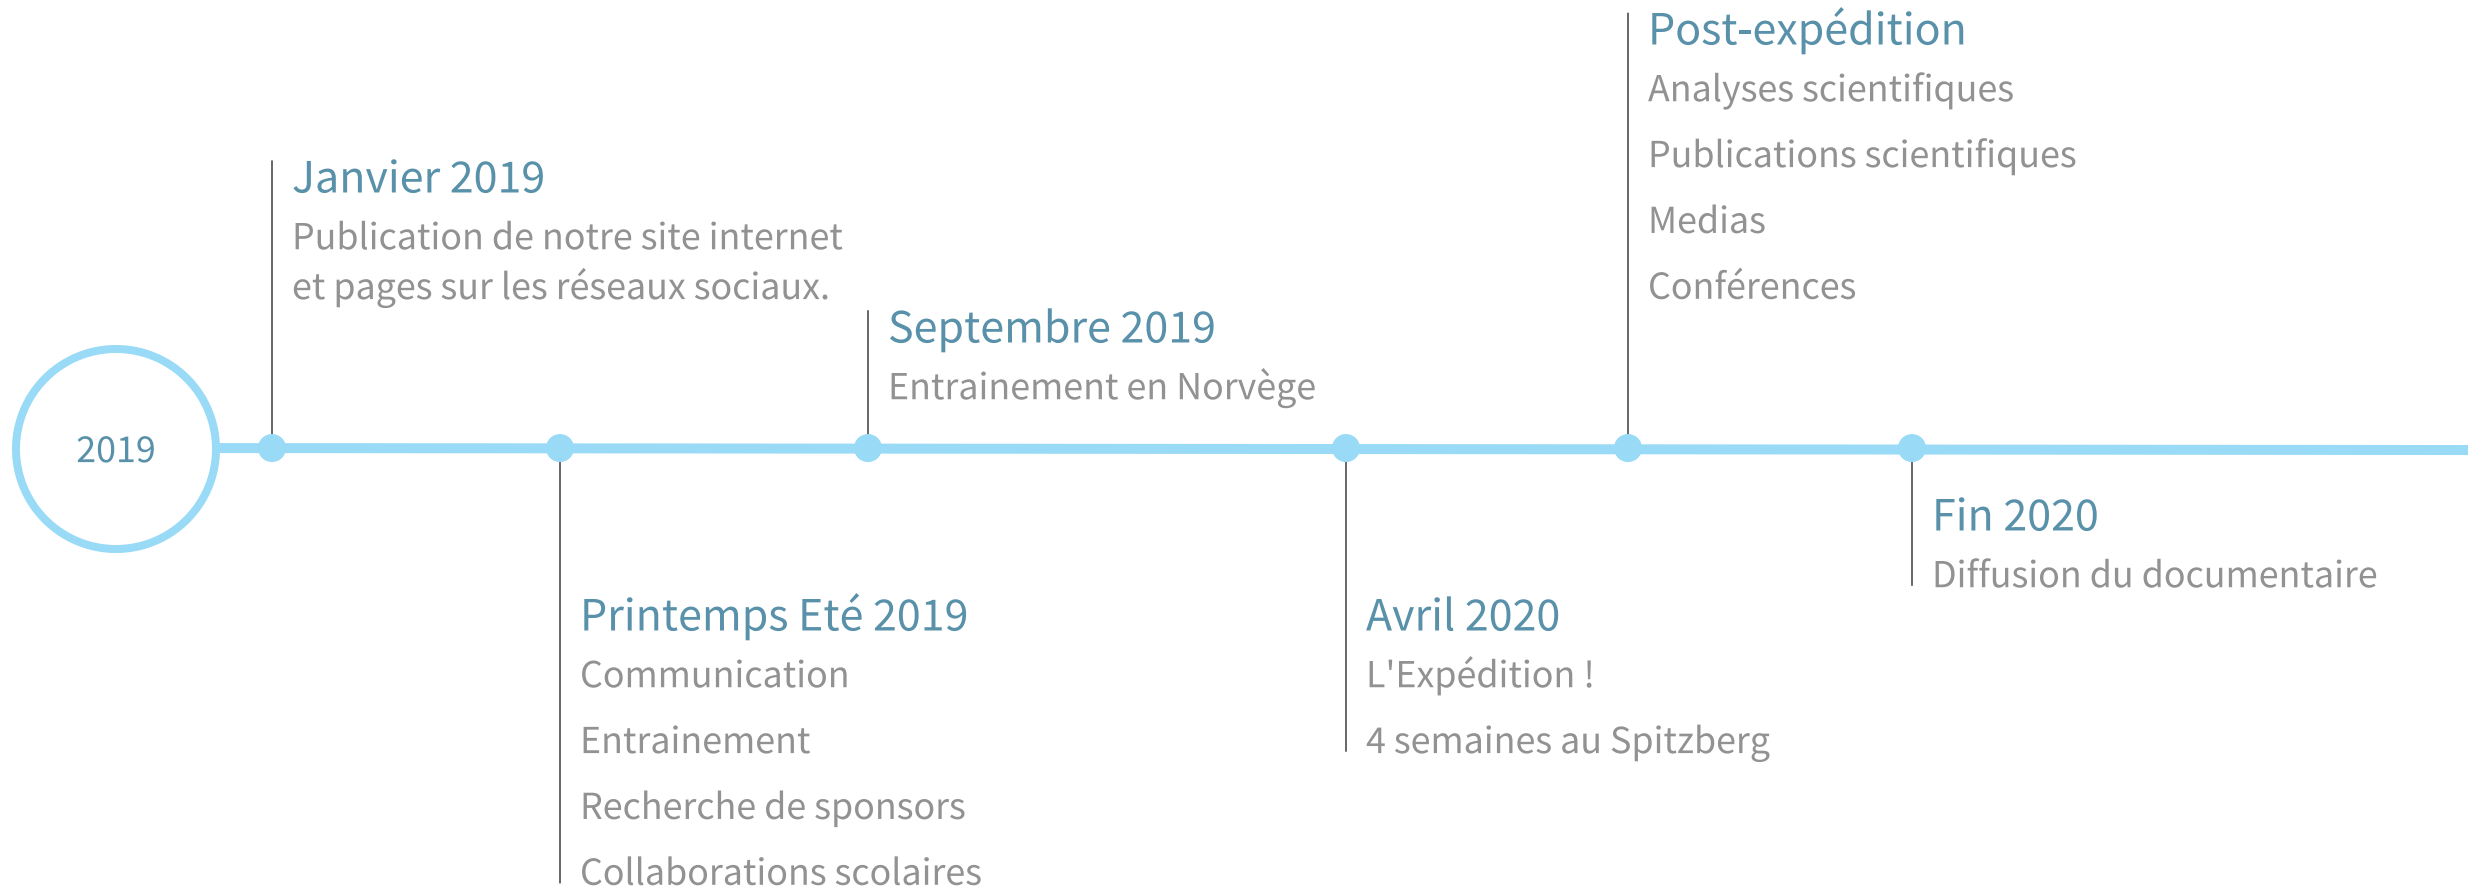 2019
Janvier 2019
Publication de notre site internet
et pages sur les réseaux sociaux.
Printemps Eté 2019
Communication
Entrainement
Recherche de sponsors
Collaborations scolaires
Septembre 2019
Entrainement en Norvège
Avril 2020
L'Expédition !
4 semaines au Spitzberg
Post-expédition
Analyses scientifiques
Publications scientifiques
Medias
Conférences
Fin 2020
Diffusion du documentaire